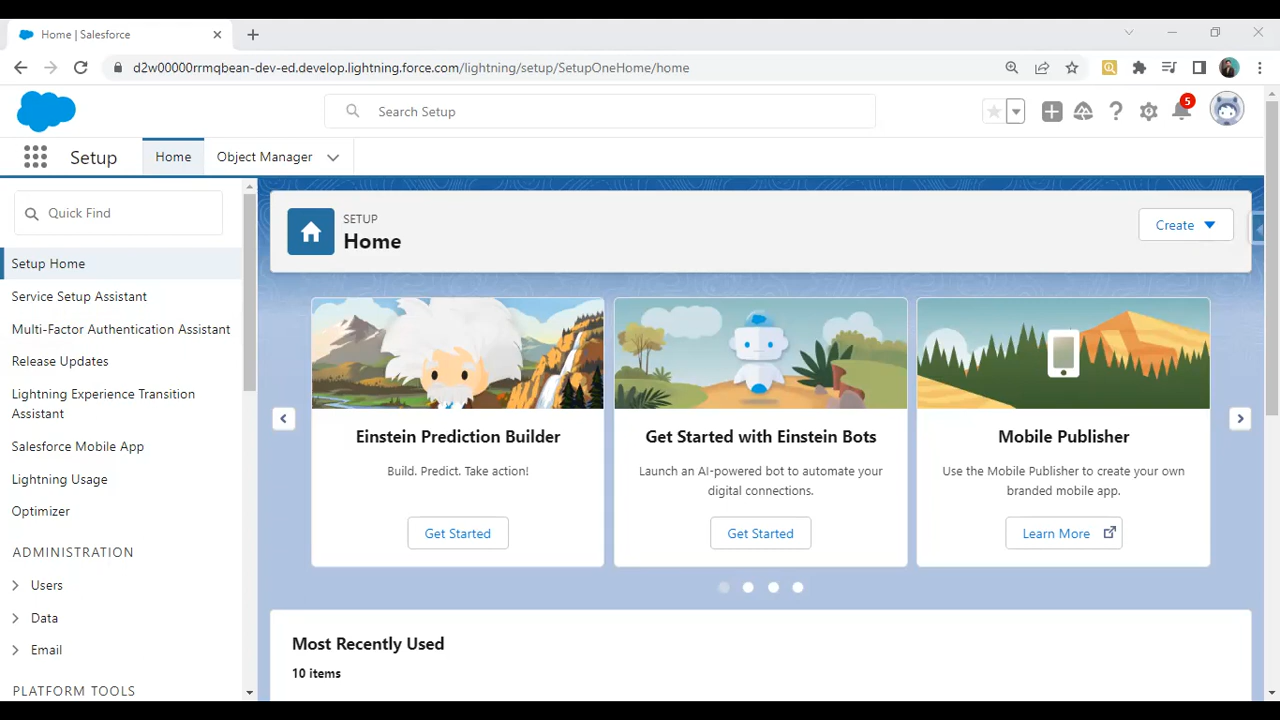 Home | Salesforce
d2w00000rrmqbean-dev-ed.develop.lightning.force.com/lightning/setup/SetupOneHome/home
Search Setup
5
Setup
Home
Object Manager
Quick Find
Setup Home
Service Setup Assistant
Multi-Factor Authentication Assistant
Release Updates
Lightning Experience Transition
Assistant
Salesforce Mobile App
Lightning Usage
Optimizer
ADMINISTRATION
Users
Data
Email
PLATFORM TOOLS
SETUP
Home
Create
Einstein Prediction Builder
Build. Predict. Take action!
Get Started
Get Started with Einstein Bots
Launch an AI-powered bot to automate your
digital connections.
Get Started
Mobile Publisher
Use the Mobile Publisher to create your own
branded mobile app.
Learn More
Most Recently Used
10 items